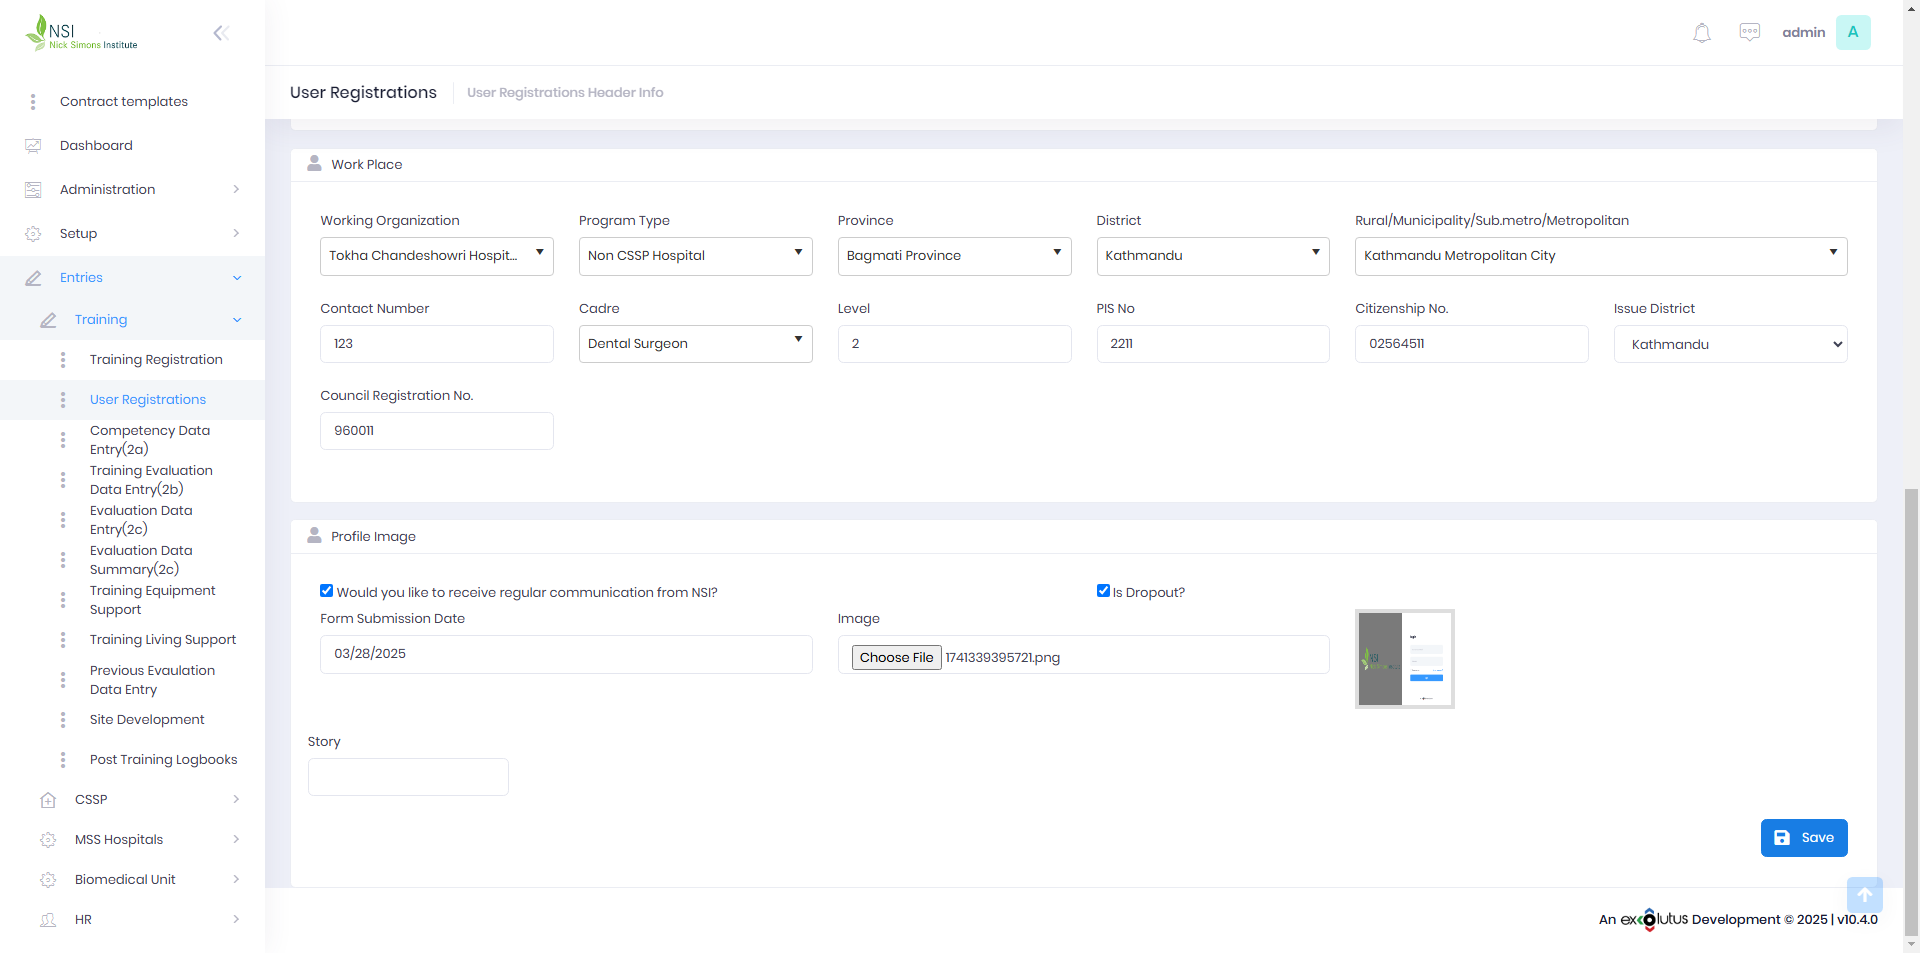 NSI
Nick Simons Institute
admin
A
Contract templates
Dashboard
Administration
Setup
Entries
Training
Training Registration
User Registrations
Competency Data
Entry(2a)
Training Evaluation
Data Entry(2b)
Evaluation Data
Entry(2c)
Evaluation Data
Summary(2c)
Training Equipment
Support
Training Living Support
Previous Evaulation
Data Entry
Site Development
Post Training Logbooks
CSSP
MSS Hospitals
Biomedical Unit
HR
User Registrations
User Registrations Header Info
Work Place
Working Organization Program Type Province District Rural/Municipality/Sub.metro/Metropolitan
Tokha Chandeshowri Hospit... Non CSSP Hospital Bagmati Province Kathmandu Kathmandu Metropolitan City
Contact Number Cadre Level PIS No Citizenship No. Issue District
123 Dental Surgeon 2 2211 02564511 Kathmandu
Council Registration No.
960011
Profile Image
Would you like to receive regular communication from NSI? Is Dropout?
Form Submission Date Image
03/28/2025 Choose File 1741339395721.png
NSI
Story
Save
An excolutus Development © 2025 | v10.4.0